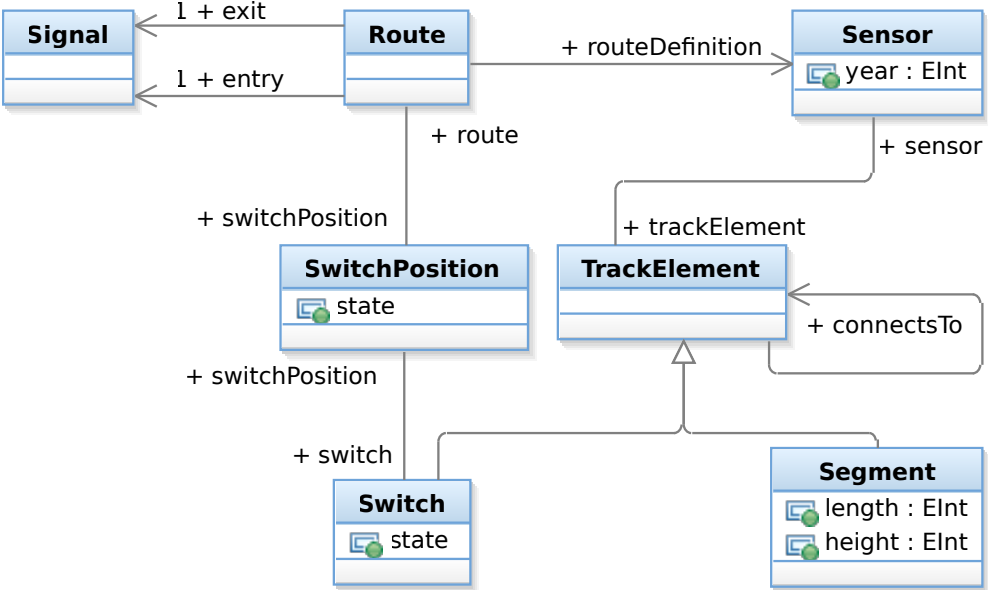 1 + exit
Signal
Route
Sensor
+ routeDefinition
year : EInt
1 + entry
+ route
+ sensor
+ switchPosition
+ trackElement
SwitchPosition
TrackElement
state
+ connectsTo
+ switchPosition
+ switch
Segment
Switch
length : EInt
state
height : EInt